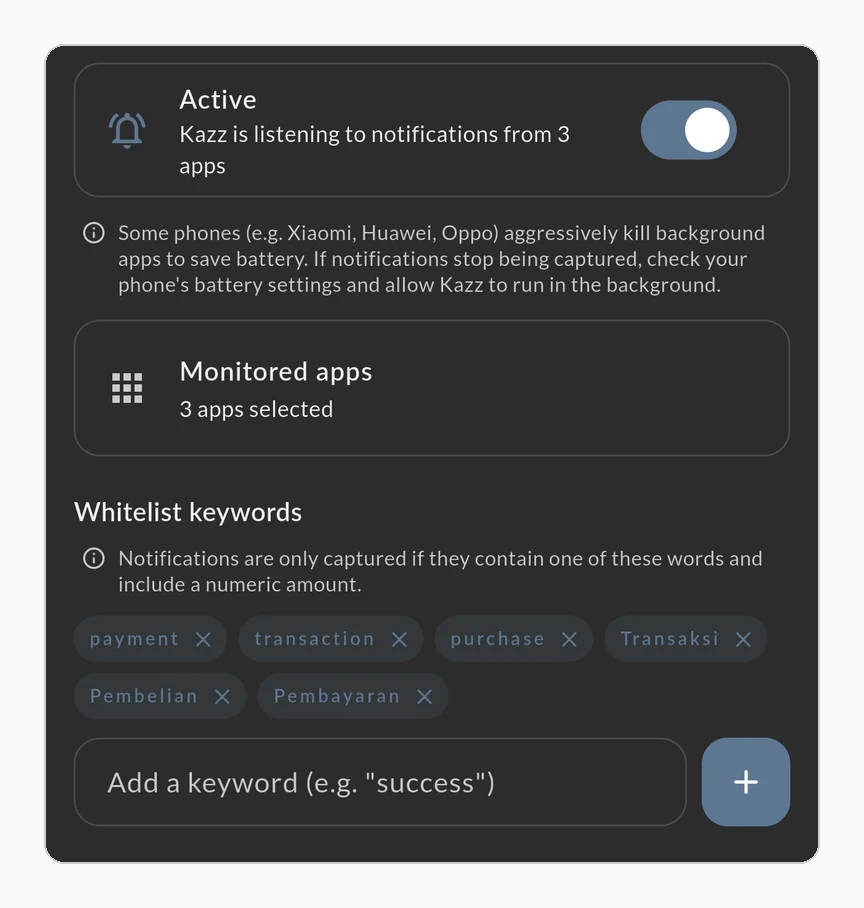 Active
Kazz is listening to notifications from 3
apps
Some phones (e.g. Xiaomi, Huawei, Oppo) aggressively kill background
apps to save battery. If notifications stop being captured, check your
phone's battery settings and allow Kazz to run in the background.
Monitored apps
3 apps selected
Whitelist keywords
Notifications are only captured if they contain one of these words and
include a numeric amount.
payment transaction purchase Transaksi
Pembelian Pembayaran
Add a keyword (e.g. "success")